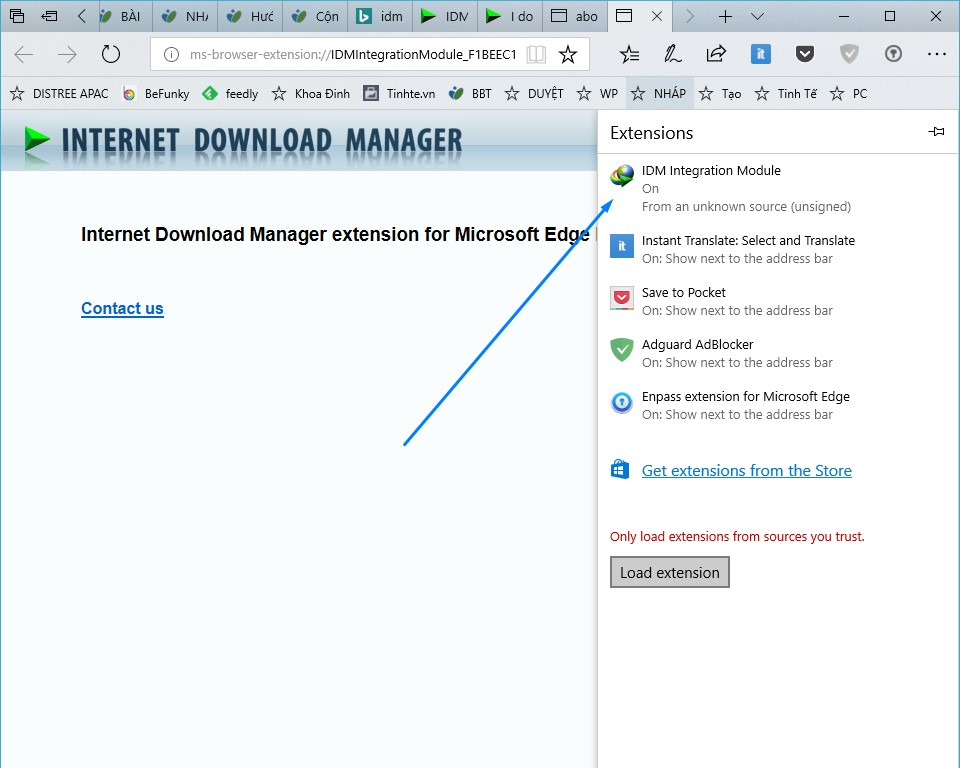 BÀI
NHA
Hướ
Cộn
idm
IDM
I do
abo
ms-browser-extension://IDMIntegrationModule_F1BEEC1
it
DISTREE APAC
BeFunky
feedly
Khoa Đinh
Tinhte.vn
BBT
DUYỆT
WP
NHÁP
Tạo
Tinh Tế
PC
INTERNET DOWNLOAD MANAGER
Internet Download Manager extension for Microsoft Edge
Contact us
Extensions
IDM Integration Module
On
From an unknown source (unsigned)
it
Instant Translate: Select and Translate
On: Show next to the address bar
Save to Pocket
On: Show next to the address bar
Adguard AdBlocker
On: Show next to the address bar
Enpass extension for Microsoft Edge
On: Show next to the address bar
Get extensions from the Store
Only load extensions from sources you trust.
Load extension